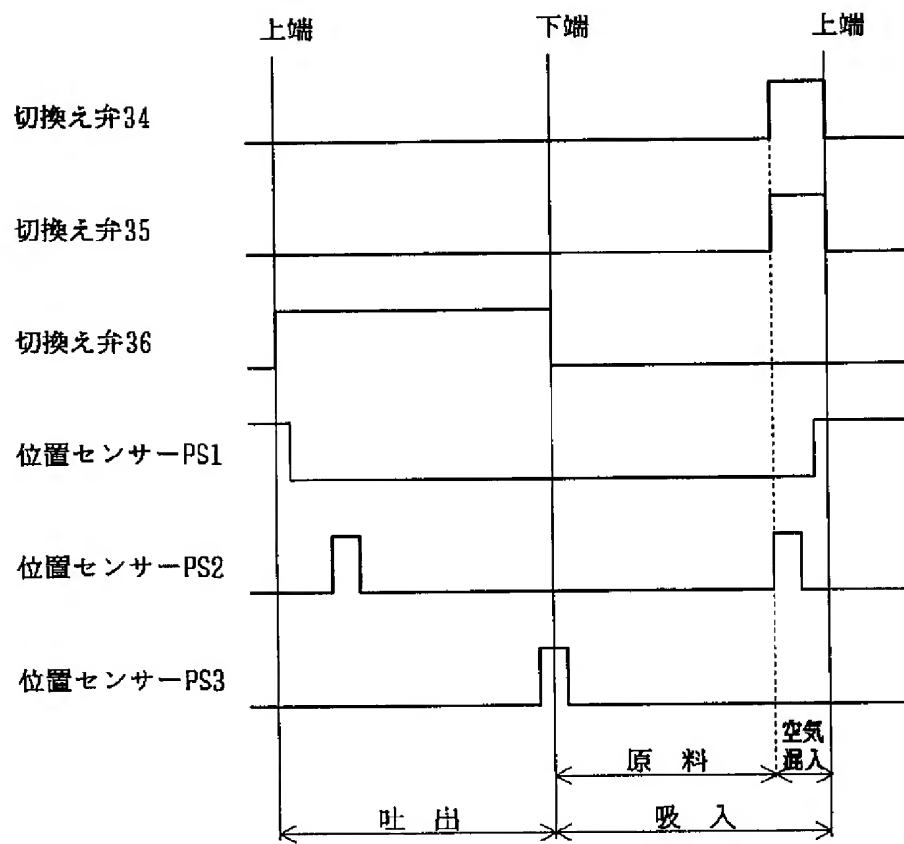 上端 下端 上端
切換え弁34
切換え弁35
切換え弁36
位置センサーPS1
位置センサーPS2
位置センサーPS3
空気
原料 混入
吐出 吸入